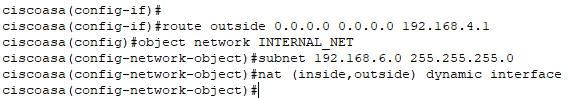 ciscoasa(config-if)#
ciscoasa(config-if)#route outside 0.0.0.0 0.0.0.0 192.168.4.1
ciscoasa(config)#object network INTERNAL_NET
ciscoasa(config-network-object)#subnet 192.168.6.0 255.255.255.0
ciscoasa(config-network-object)#nat (inside,outside) dynamic interface
ciscoasa(config-network-object)#